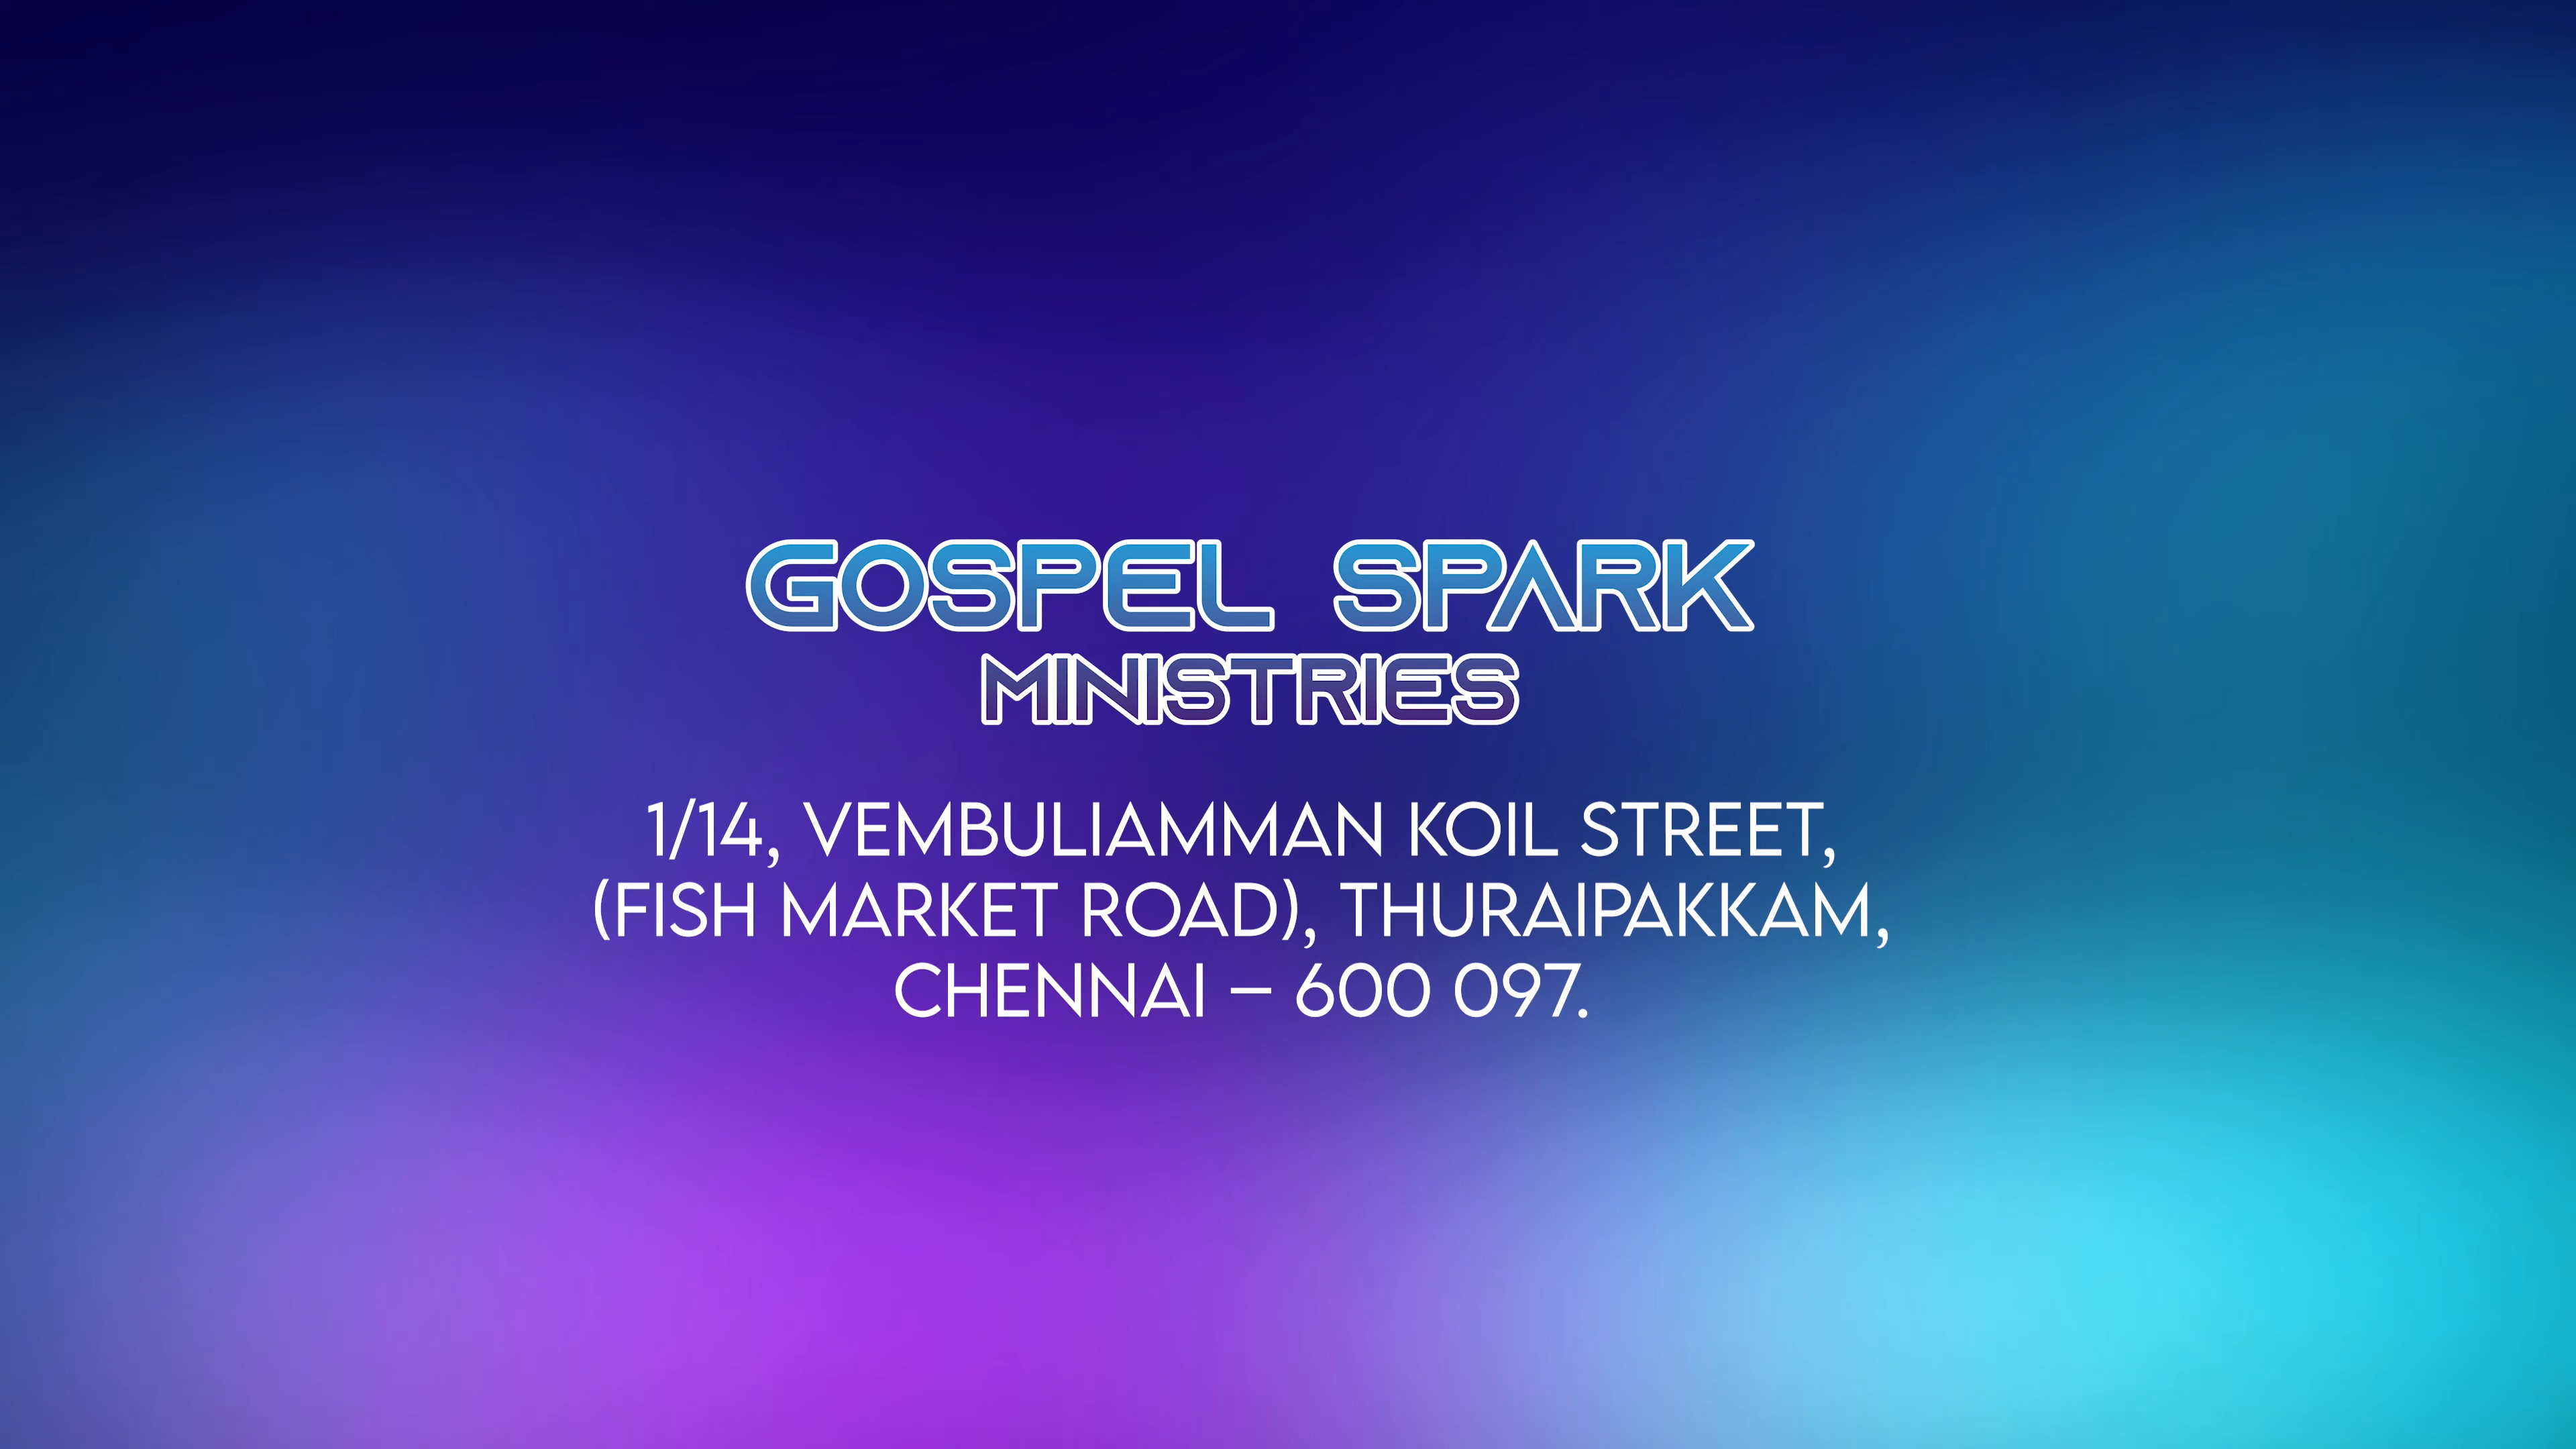 GOSPEL SPARK
MINISTRIES
1/14, VEMBULIAMMAN KOIL STREET,
(FISH MARKET ROAD), THURAIPAKKAM,
CHENNAI – 600 097.